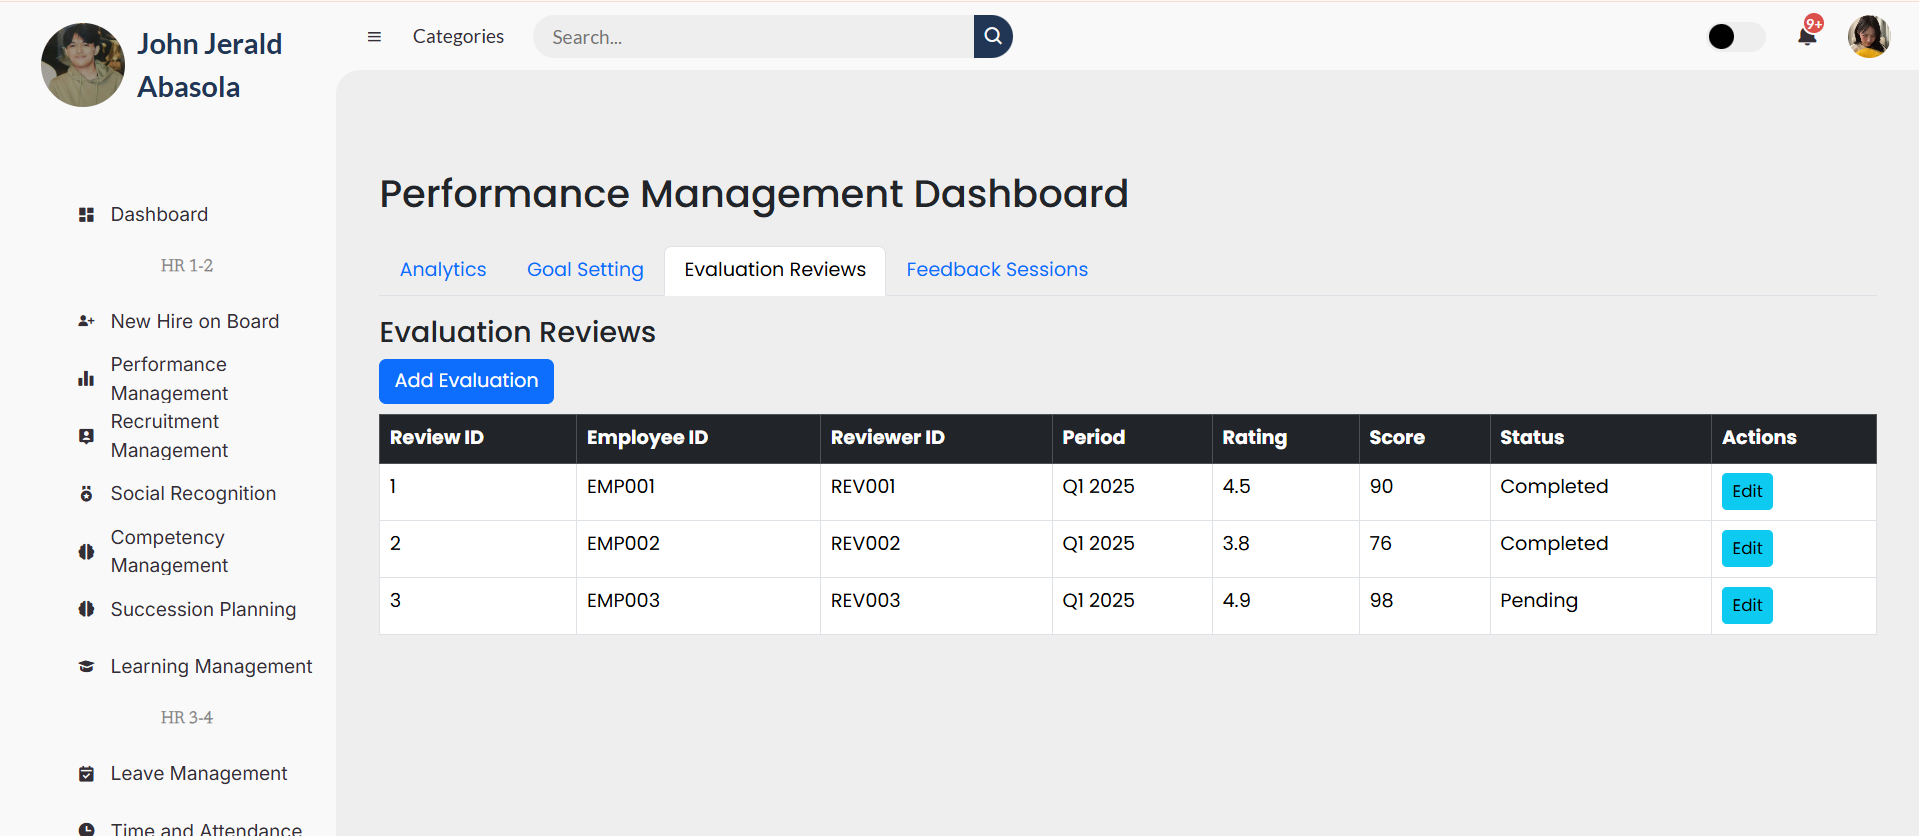 John Jerald
Abasola
Categories
Search...
9+
Dashboard
HR 1-2
New Hire on Board
Performance
Management
Recruitment
Management
Social Recognition
Competency
Management
Succession Planning
Learning Management
HR 3-4
Leave Management
Time and Attendance
Performance Management Dashboard
Analytics Goal Setting Evaluation Reviews Feedback Sessions
Evaluation Reviews
Add Evaluation
Review ID Employee ID Reviewer ID Period Rating Score Status Actions
1 EMP001 REV001 Q1 2025 4.5 90 Completed Edit
2 EMP002 REV002 Q1 2025 3.8 76 Completed Edit
3 EMP003 REV003 Q1 2025 4.9 98 Pending Edit